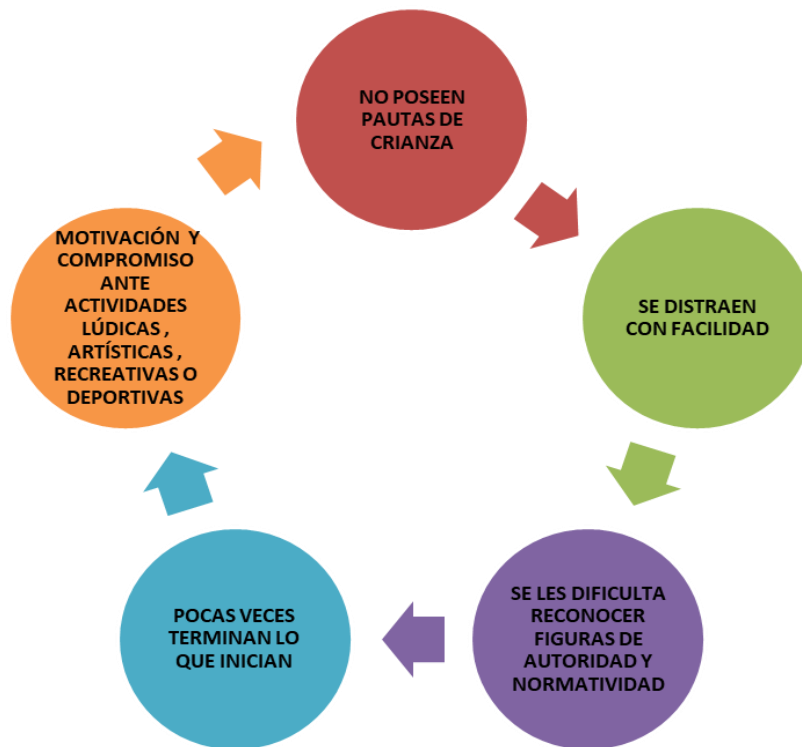 NO POSEEN
PAUTAS DE
CRIANZA
SE DISTRAEN
CON FACILIDAD
SE LES DIFICULTA
RECONOCER
FIGURAS DE
AUTORIDAD Y
NORMATIVIDAD
POCAS VECES
TERMINAN LO
QUE INICIAN
MOTIVACIÓN Y
COMPROMISO
ANTE
ACTIVIDADES
LÚDICAS ,
ARTÍSTICAS ,
RECREATIVAS O
DEPORTIVAS